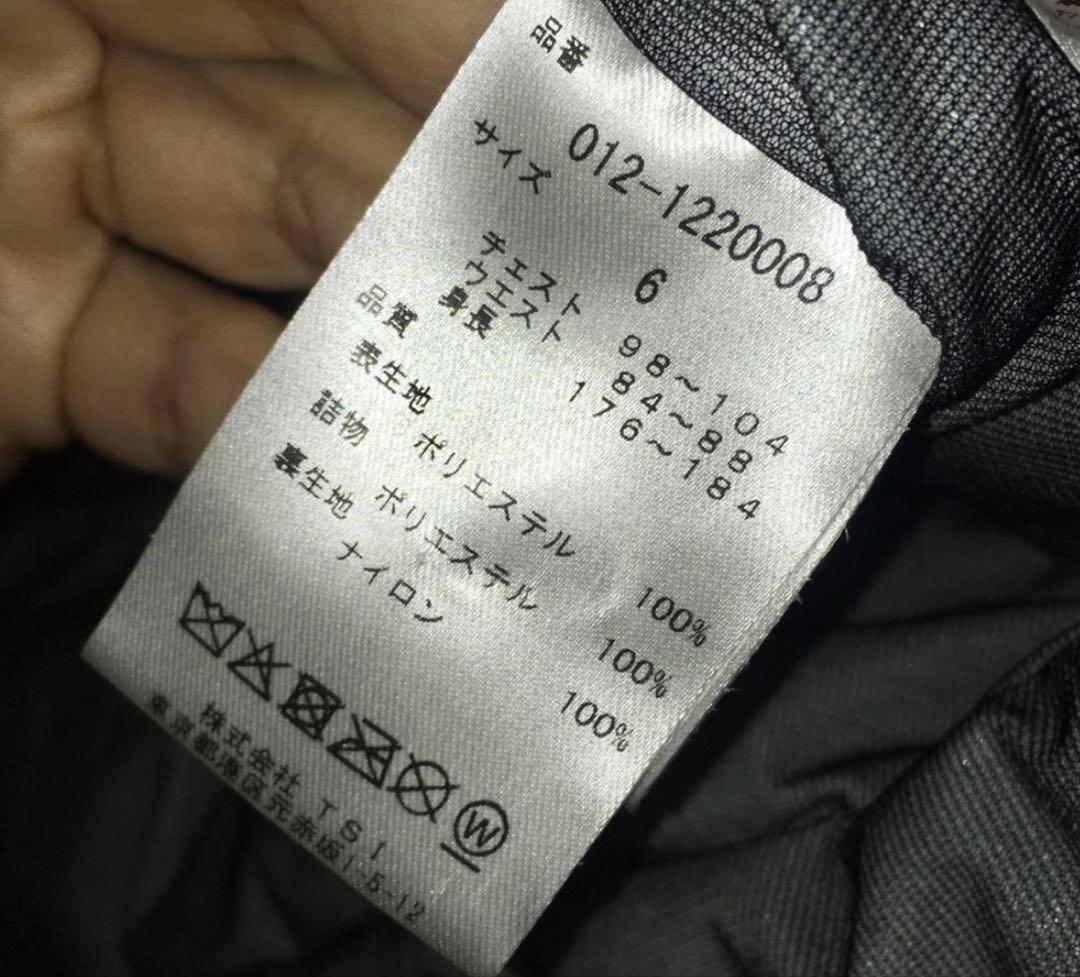 品番
012-1220008
サイズ
6
チェスト 98~104
ウエスト 84~88
身長 176~184
品質
表生地
ポリエステル 100%
詰物
ポリエステル 100%
裏生地
ナイロン 100%
W
株式会社 TSI
東京都港区元赤坂1-5-12